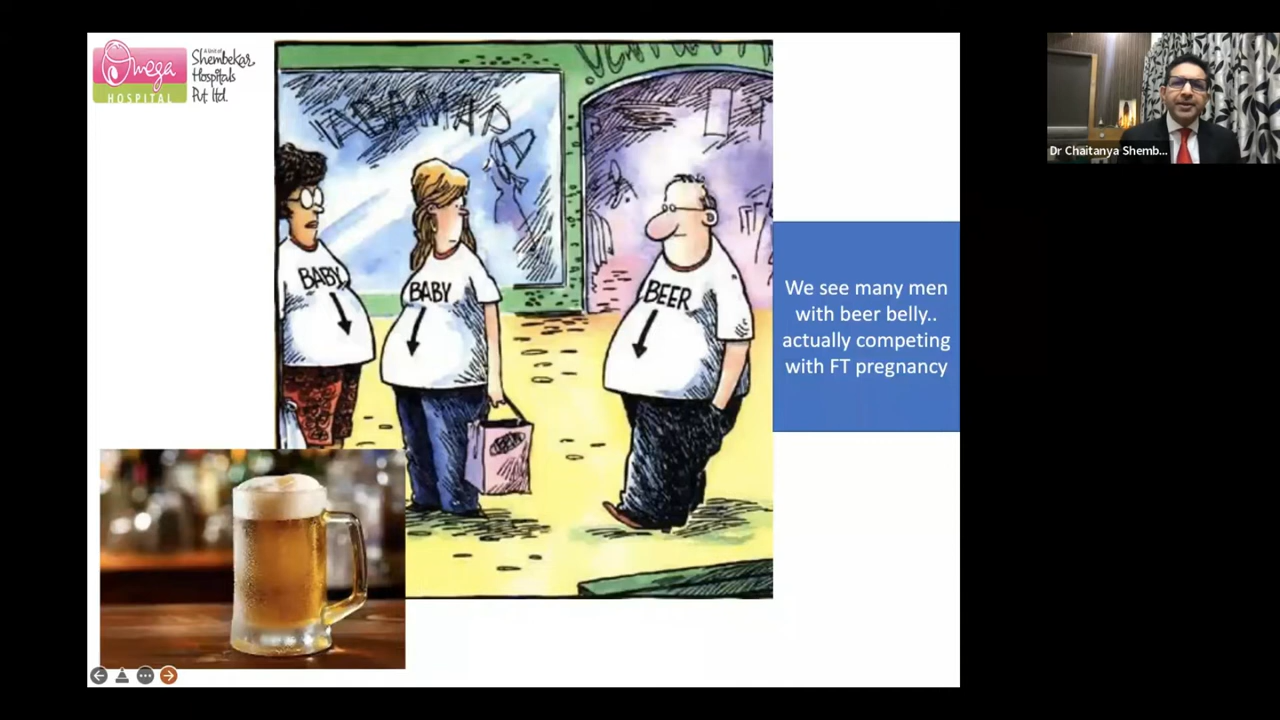 Omega
HOSPITAL
A Unit of
Shembekar
Hospitals
Pvt. ltd.
BABY
BABY
BEER
We see many men
with beer belly..
actually competing
with FT pregnancy
Dr Chaitanya Shemb...